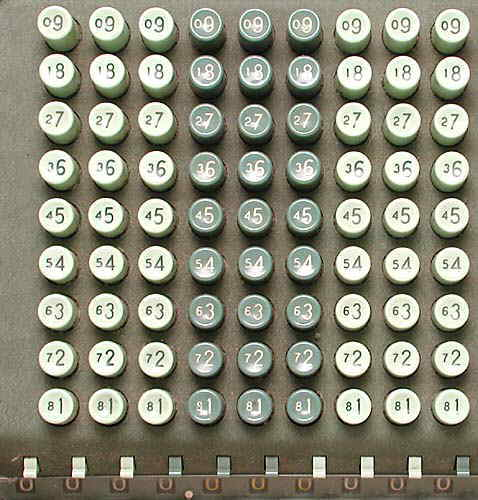 09 09 09 09 09 09 09 09 09
18 18 18 18 18 18 18 18 18
27 27 27 27 27 27 27 27 27
36 36 36 36 36 36 36 36 36
45 45 45 45 45 45 45 45 45
54 54 54 54 54 54 54 54 54
63 63 63 63 63 63 63 63 63
72 72 72 72 72 72 72 72 72
81 81 81 81 81 81 81 81 81